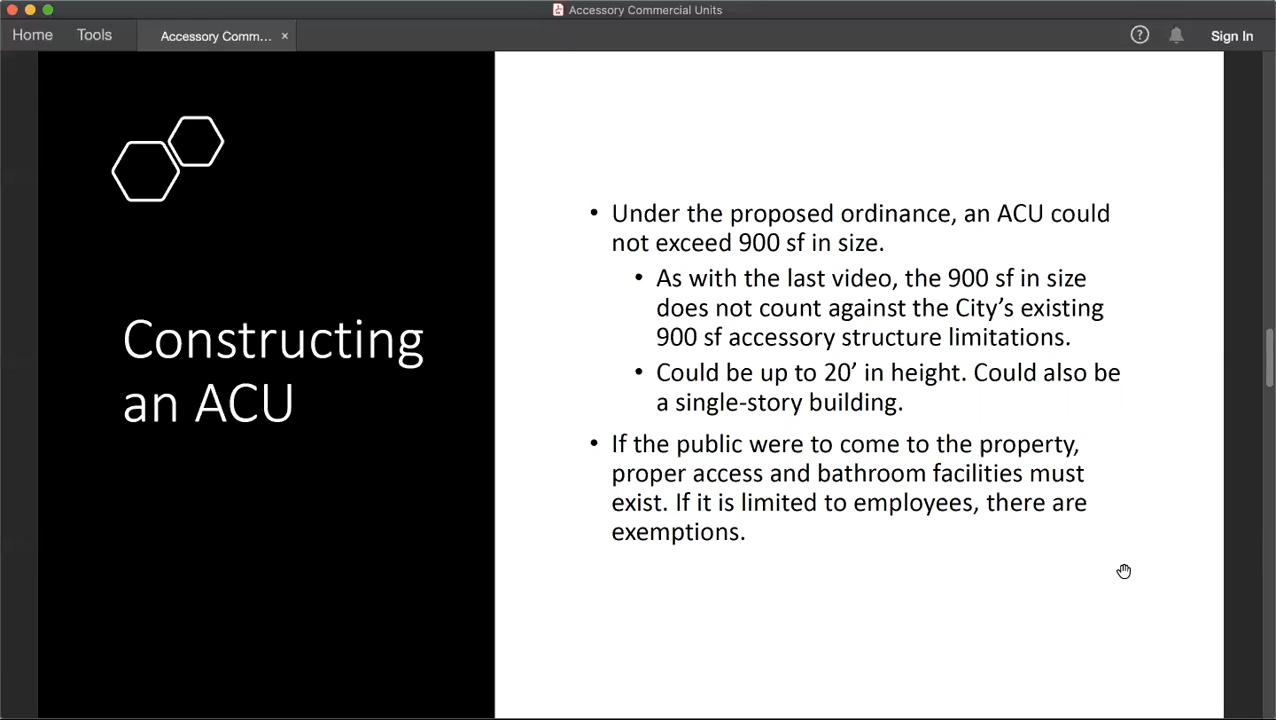 Accessory Commercial Units
Home Tools Accessory Comm... × ? Sign In
Constructing
an ACU
• Under the proposed ordinance, an ACU could
not exceed 900 sf in size.
• As with the last video, the 900 sf in size
does not count against the City’s existing
900 sf accessory structure limitations.
• Could be up to 20’ in height. Could also be
a single-story building.
• If the public were to come to the property,
proper access and bathroom facilities must
exist. If it is limited to employees, there are
exemptions.